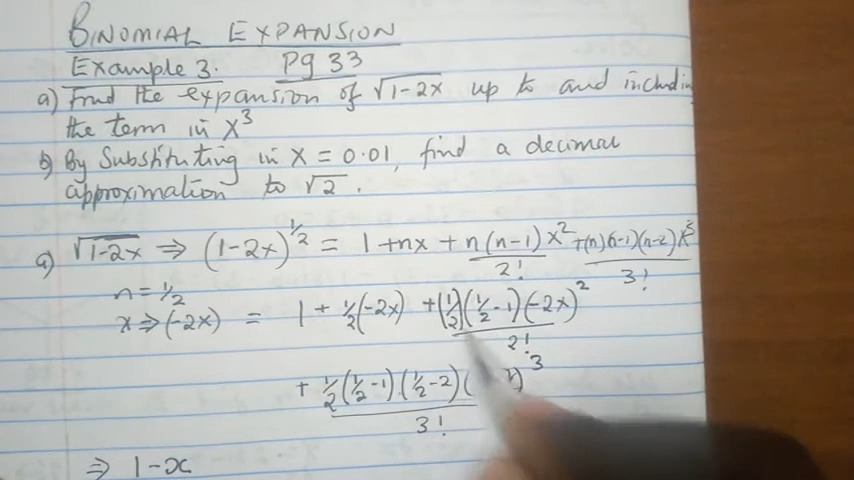 BINOMIAL EXPANSION
Example 3. Pg 33
a) Find the expansion of √1-2x up to and includin
the term in x³
b) By Substituting in x = 0.01, find a decimal
approximation to √2.
a) √1-2x ⇒ (1-2x)^1/2 = 1 + nx + n(n-1)x²/2! + (n)(n-1)(n-2)x³/3!
n = 1/2
x ⇒ (-2x) = 1 + 1/2(-2x) + (1/2)(1/2-1)(-2x)²/2!
+ 1/2(1/2-1)(1/2-2)( )³/3!
⇒ 1-x